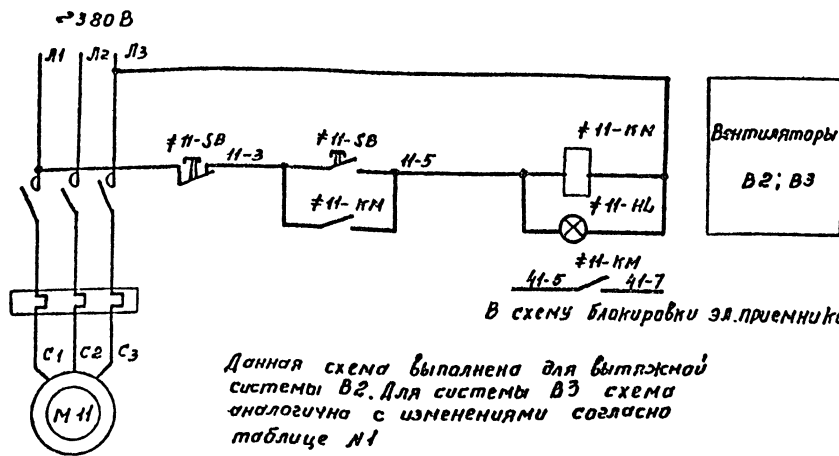 ~380 В
Л1 Л2 Л3
≠11-SB
11-3
≠11-SB
11-5
≠11-КМ
≠11-КМ
≠11-HL
Вентиляторы
В2; В3
≠11-КМ
41-5 41-7
В схему блокировки эл.приемник
С1 С2 С3
М 11
Данная схема выполнена для вытяжной
системы В2. Для системы В3 схема
аналогична с изменениями согласно
таблице №1